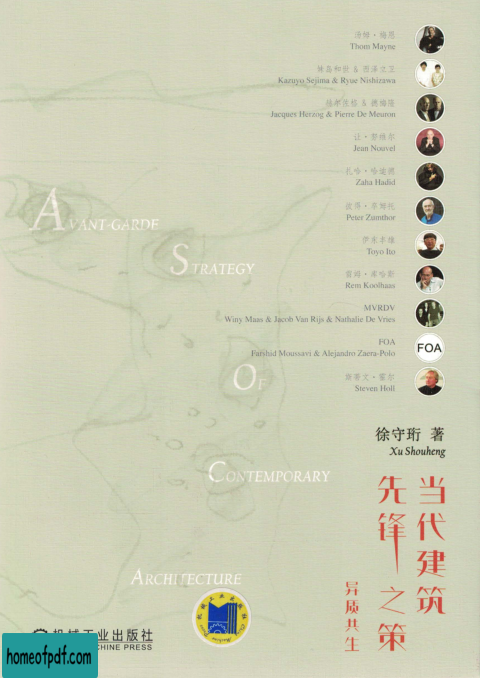 汤姆·梅恩
Thom Mayne
妹岛和世 & 西泽立卫
Kazuyo Sejima & Ryue Nishizawa
赫尔佐格 & 德梅隆
Jacques Herzog & Pierre De Meuron
让·努维尔
Jean Nouvel
扎哈·哈迪德
Zaha Hadid
彼得·卒姆托
Peter Zumthor
伊东丰雄
Toyo Ito
雷姆·库哈斯
Rem Koolhaas
MVRDV
Winy Maas & Jacob Van Rijs & Nathalie De Vries
FOA
Farshid Moussavi & Alejandro Zaera-Polo
FOA
斯蒂文·霍尔
Steven Holl
AVANT-GARDE
STRATEGY
OF
CONTEMPORARY
ARCHITECTURE
徐守珩 著
Xu Shouheng
当代建筑
先锋之策
异质共生
机械工业出版社
CHINE PRESS
homeofpdf.com